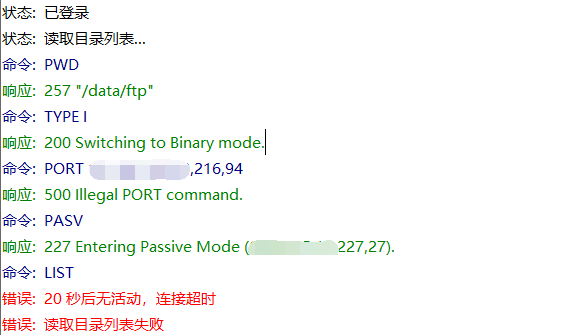 状态: 已登录
状态: 读取目录列表...
命令: PWD
响应: 257 "/data/ftp"
命令: TYPE I
响应: 200 Switching to Binary mode.
命令: PORT ,216,94
响应: 500 Illegal PORT command.
命令: PASV
响应: 227 Entering Passive Mode (227,27).
命令: LIST
错误: 20 秒后无活动，连接超时
错误: 读取目录列表失败